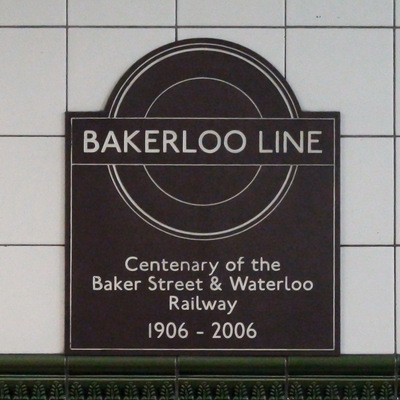 BAKERLOO LINE
Centenary of the
Baker Street & Waterloo
Railway
1906 - 2006